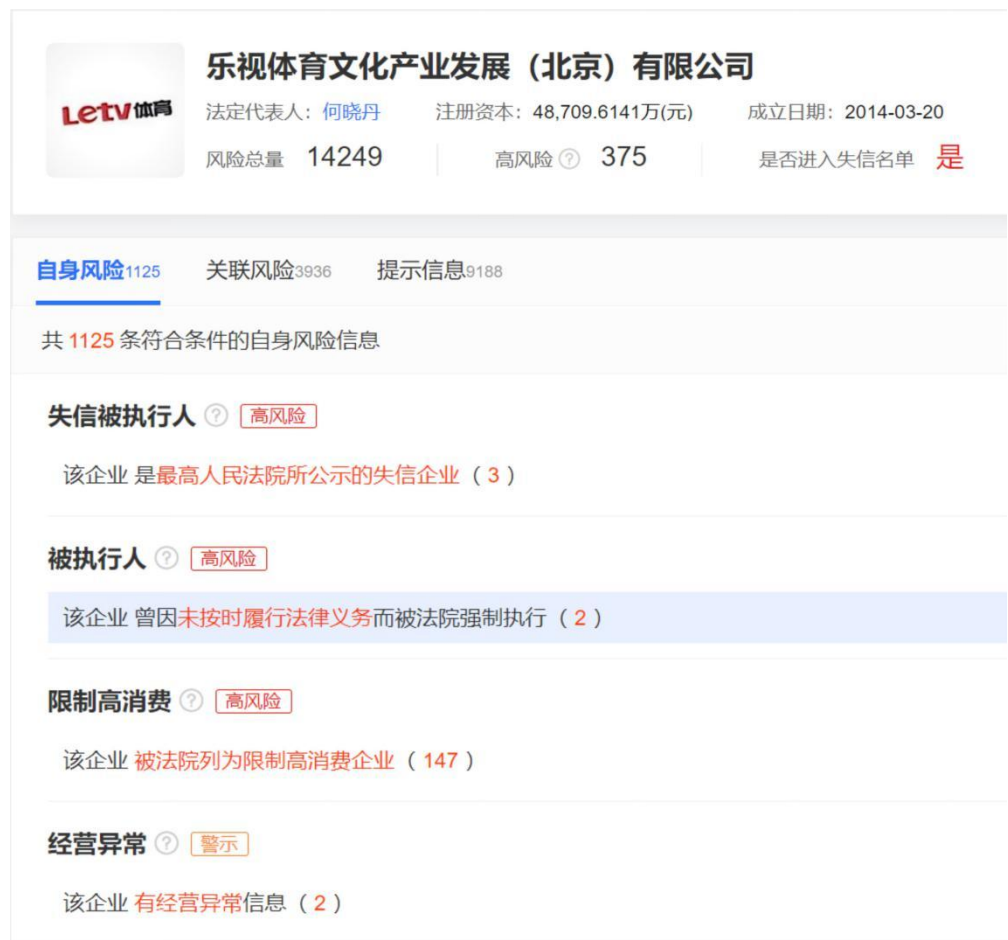 乐视体育文化产业发展（北京）有限公司
Letv体育
法定代表人：何晓丹 注册资本：48,709.6141万(元) 成立日期：2014-03-20
风险总量 14249 高风险 ? 375 是否进入失信名单 是
自身风险1125 关联风险3936 提示信息9188
共 1125 条符合条件的自身风险信息
失信被执行人 ? 高风险
该企业 是最高人民法院所公示的失信企业 （ 3 ）
被执行人 ? 高风险
该企业 曾因未按时履行法律义务而被法院强制执行 （ 2 ）
限制高消费 ? 高风险
该企业 被法院列为限制高消费企业 （ 147 ）
经营异常 ? 警示
该企业 有经营异常信息 （ 2 ）